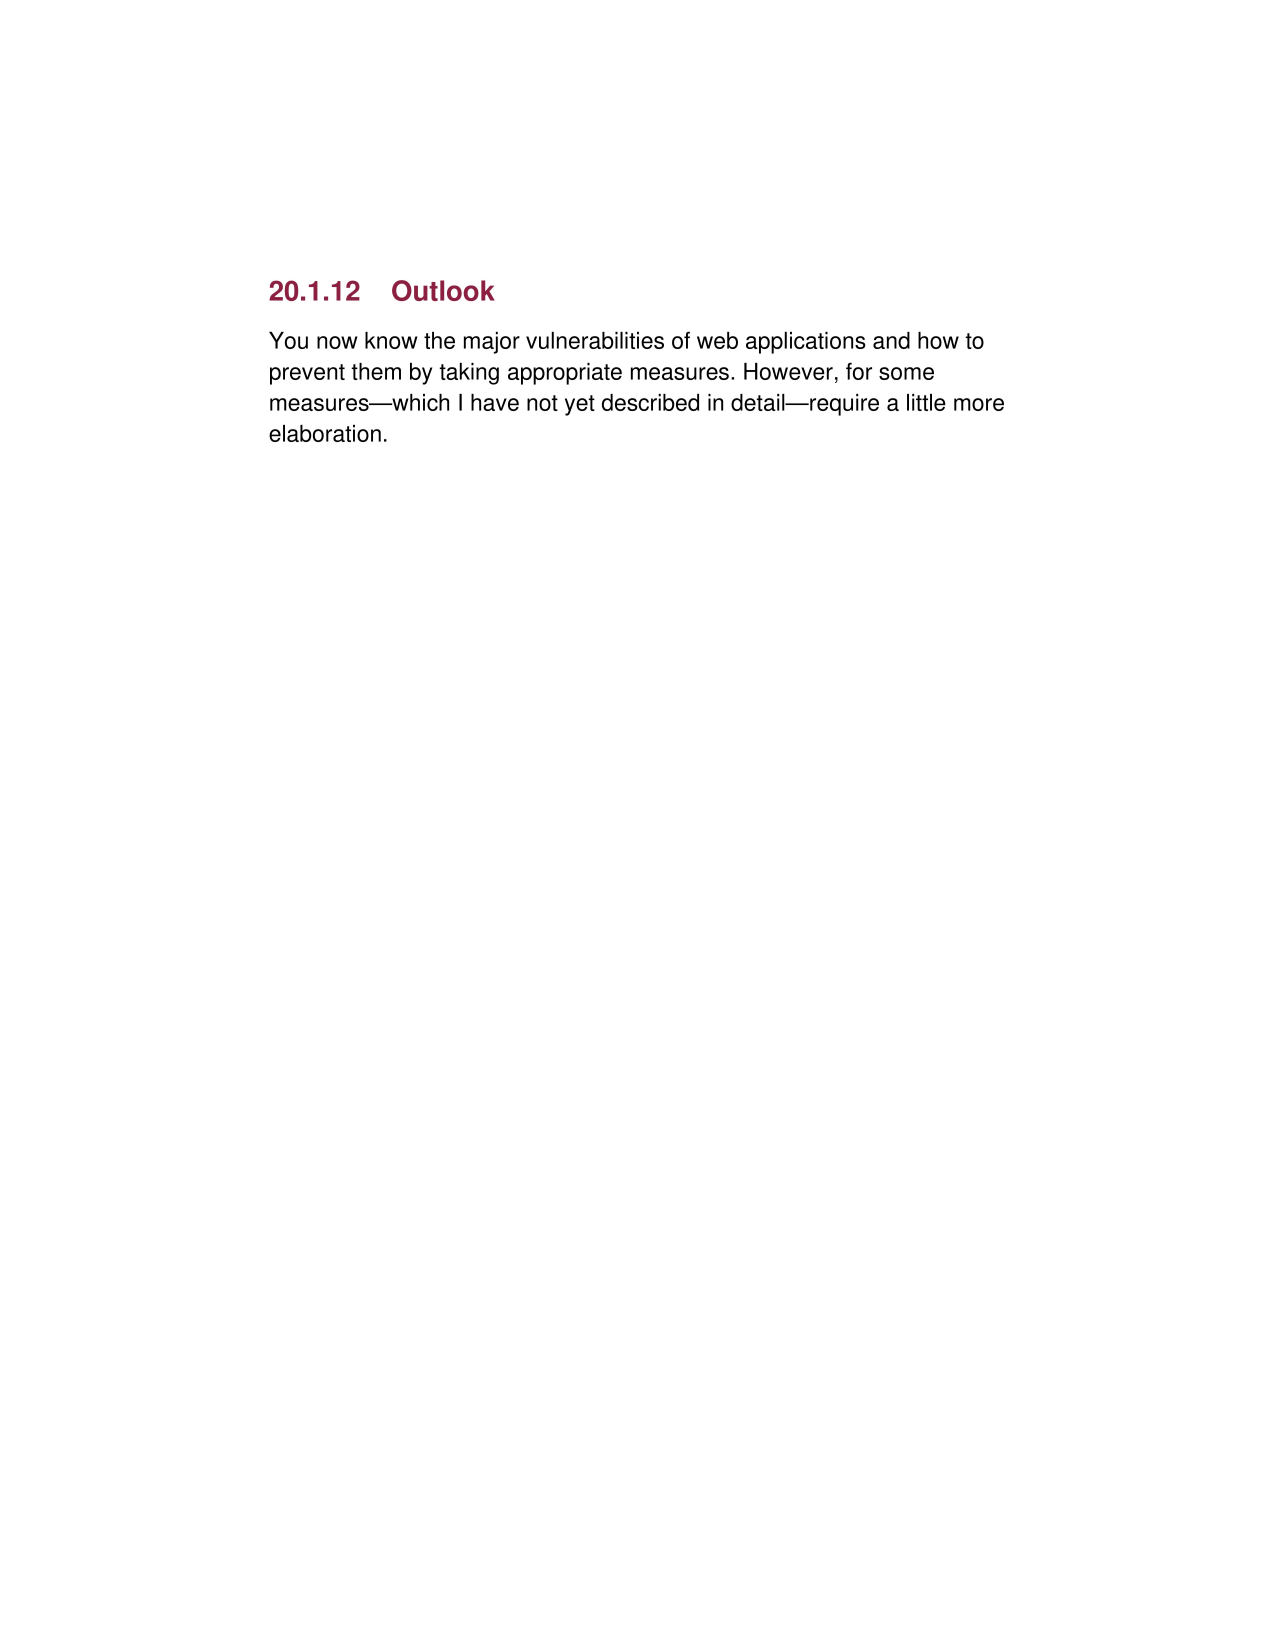 20.1.12 Outlook
You now know the major vulnerabilities of web applications and how to
prevent them by taking appropriate measures. However, for some
measures—which I have not yet described in detail—require a little more
elaboration.